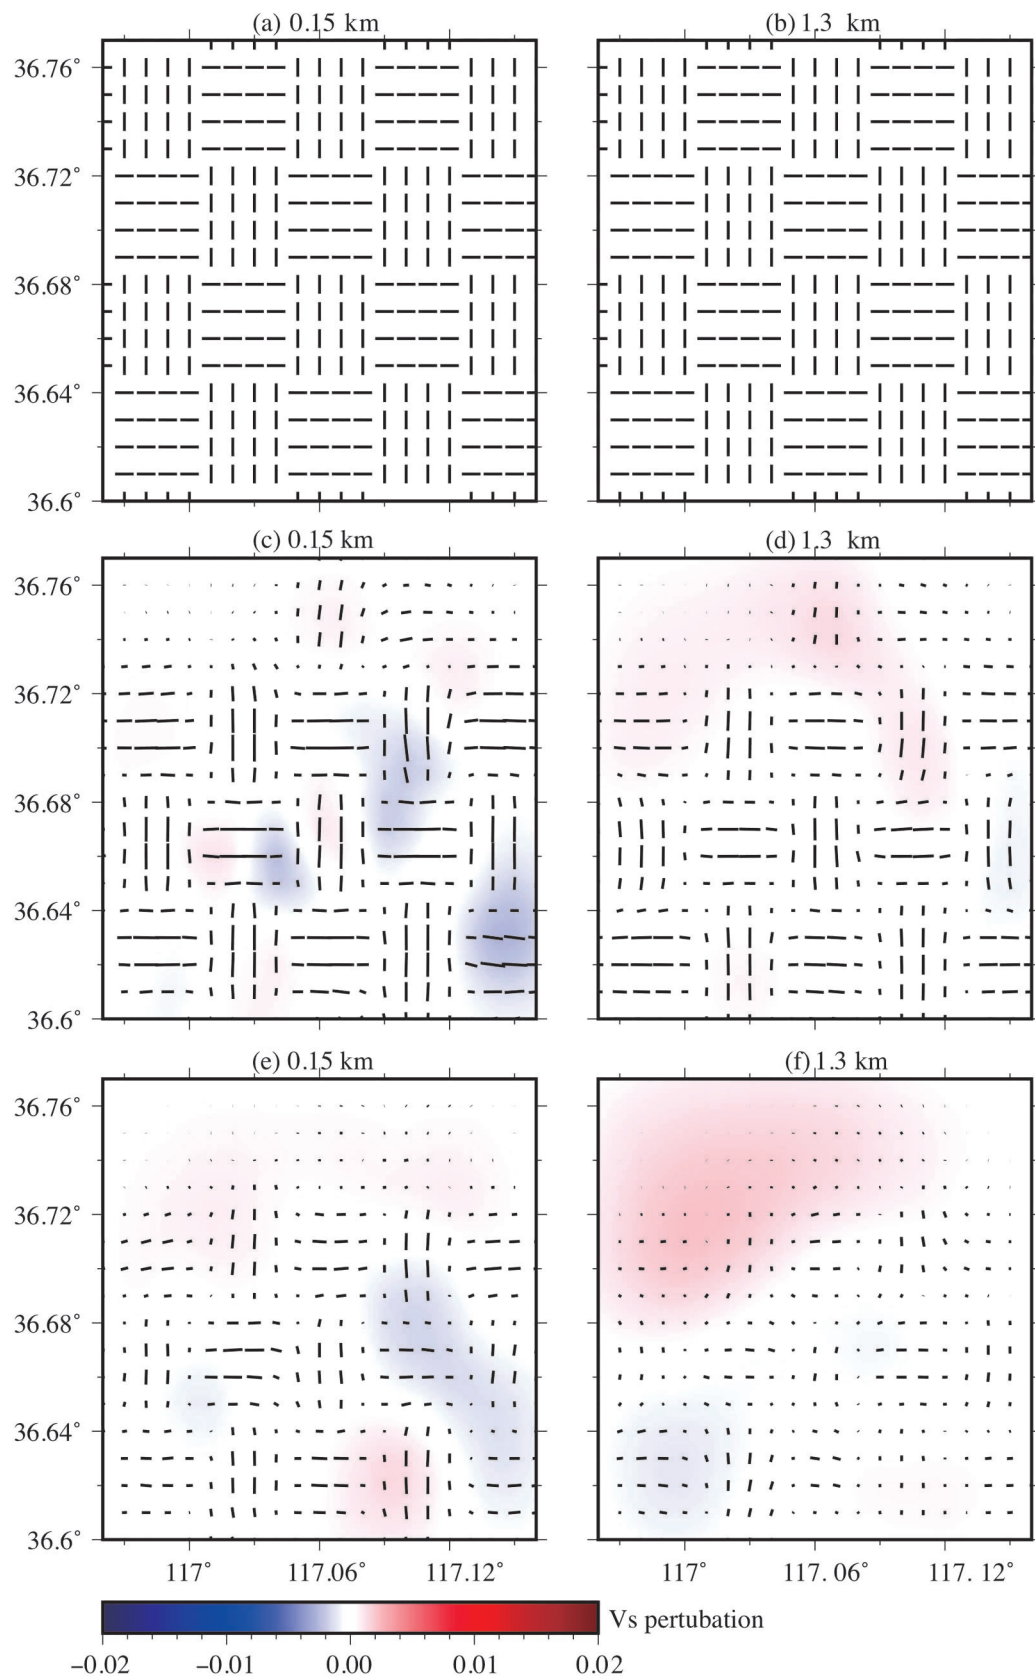 (a) 0.15 km
(b) 1.3 km
36.76°
36.72°
36.68°
36.64°
36.6°
(c) 0.15 km
(d) 1.3 km
36.76°
36.72°
36.68°
36.64°
36.6°
(e) 0.15 km
(f) 1.3 km
36.76°
36.72°
36.68°
36.64°
36.6°
117° 117.06° 117.12° 117° 117.06° 117.12°
Vs pertubation
−0.02 −0.01 0.00 0.01 0.02